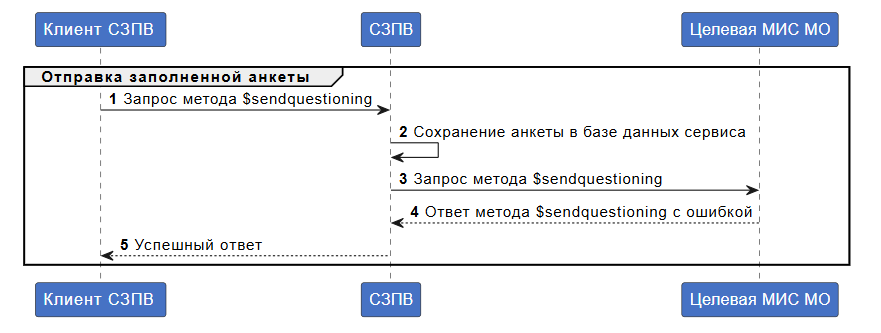 Клиент СЗПВ СЗПВ Целевая МИС МО
Отправка заполненной анкеты
1 Запрос метода $sendquestioning
2 Сохранение анкеты в базе данных сервиса
3 Запрос метода $sendquestioning
4 Ответ метода $sendquestioning с ошибкой
5 Успешный ответ
Клиент СЗПВ СЗПВ Целевая МИС МО